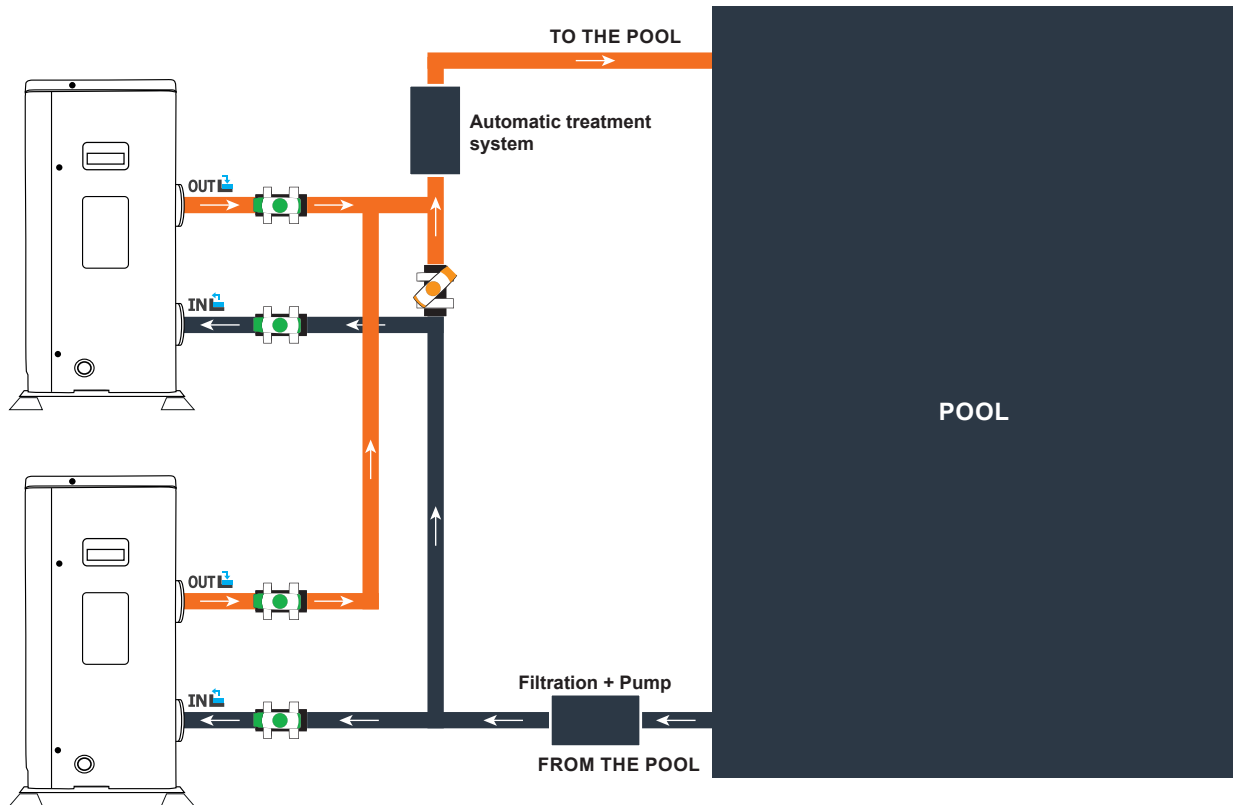 TO THE POOL
Automatic treatment
system
OUT
IN
POOL
OUT
IN
Filtration + Pump
FROM THE POOL